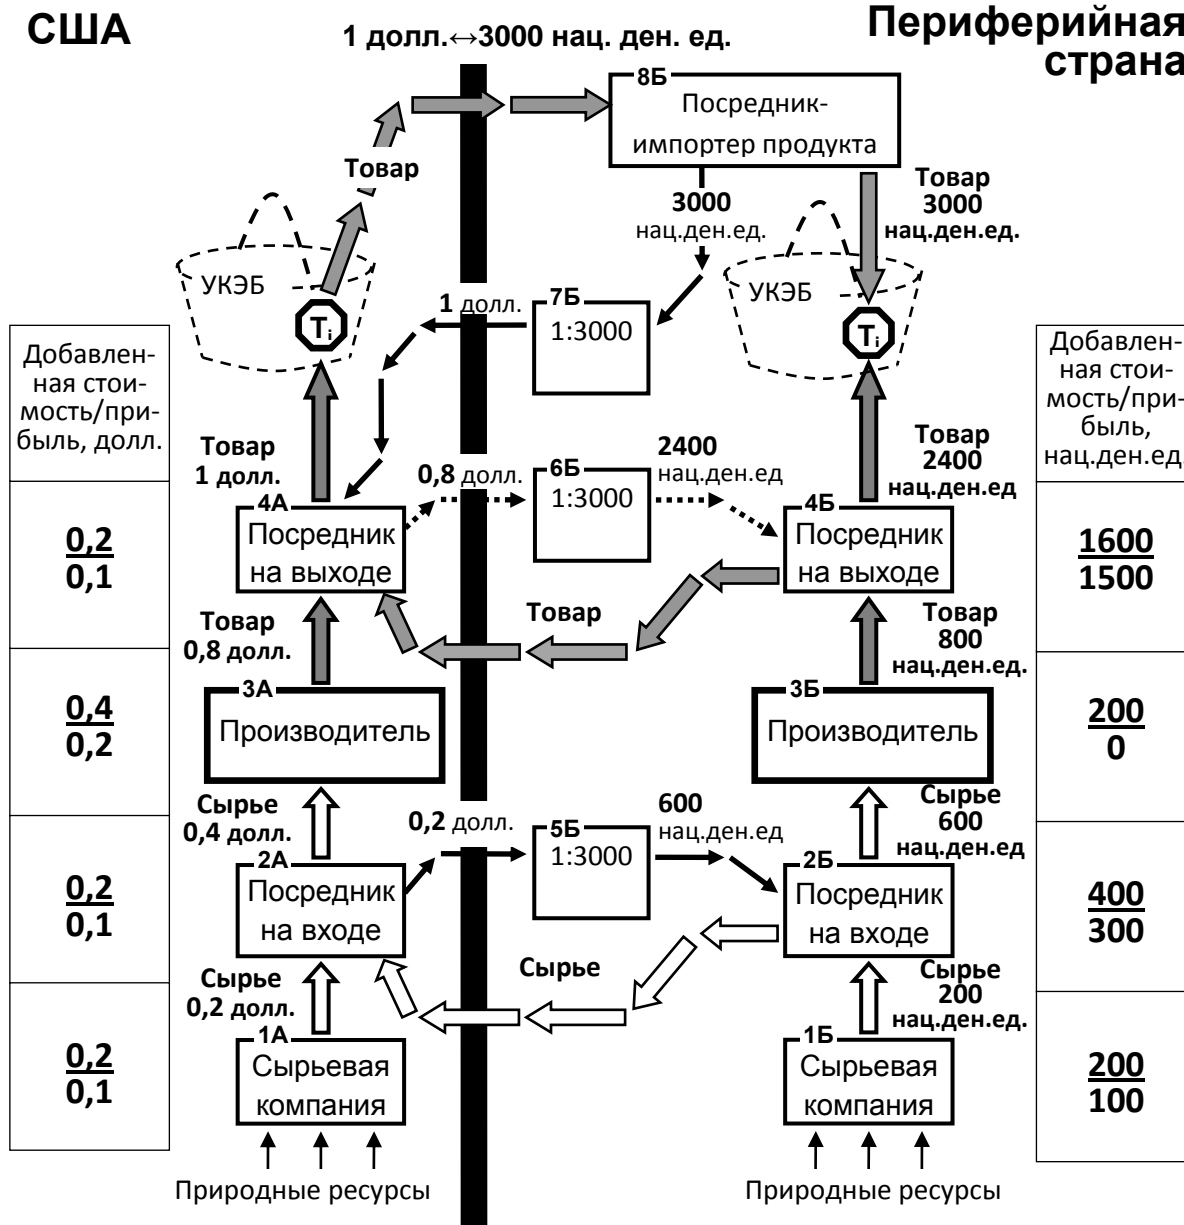 США
1 долл.↔3000 нац. ден. ед.
Периферийная
страна
8Б
Посредник-
импортер продукта
Товар
3000
нац.ден.ед.
Товар
3000
нац.ден.ед.
УКЭБ
Tᵢ
1 долл.
7Б
1:3000
УКЭБ
Tᵢ
Добавлен-
ная стои-
мость/при-
быль, долл.
0,2
0,1
0,4
0,2
0,2
0,1
0,2
0,1
Товар
1 долл.
0,8 долл.
6Б
1:3000
2400
нац.ден.ед
Товар
2400
нац.ден.ед
4А
Посредник
на выходе
4Б
Посредник
на выходе
Товар
0,8 долл.
Товар
Товар
800
нац.ден.ед.
3А
Производитель
3Б
Производитель
Сырье
0,4 долл.
0,2 долл.
5Б
1:3000
600
нац.ден.ед
Сырье
600
нац.ден.ед
2А
Посредник
на входе
2Б
Посредник
на входе
Сырье
0,2 долл.
Сырье
Сырье
200
нац.ден.ед.
1А
Сырьевая
компания
1Б
Сырьевая
компания
Природные ресурсы
Природные ресурсы
Добавлен-
ная стои-
мость/при-
быль,
нац.ден.ед.
1600
1500
200
0
400
300
200
100